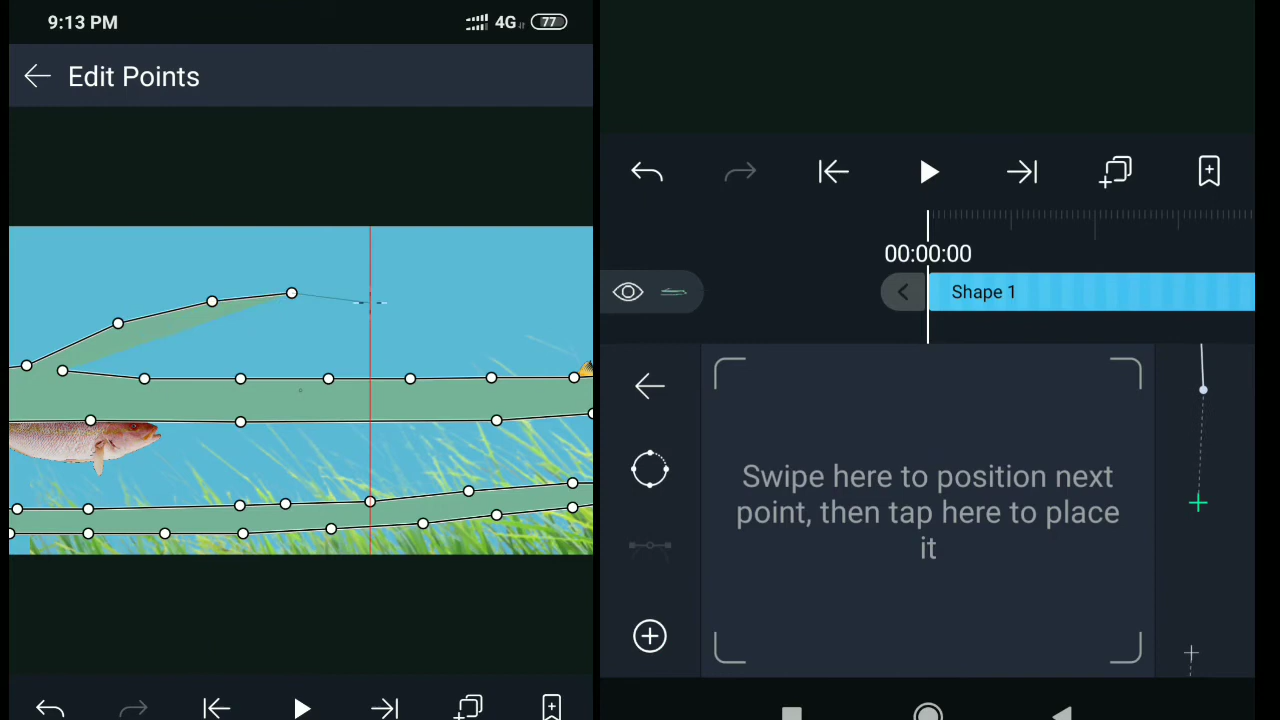 9:13 PM
4G
77
Edit Points
00:00:00
Shape 1
Swipe here to position next
point, then tap here to place
it